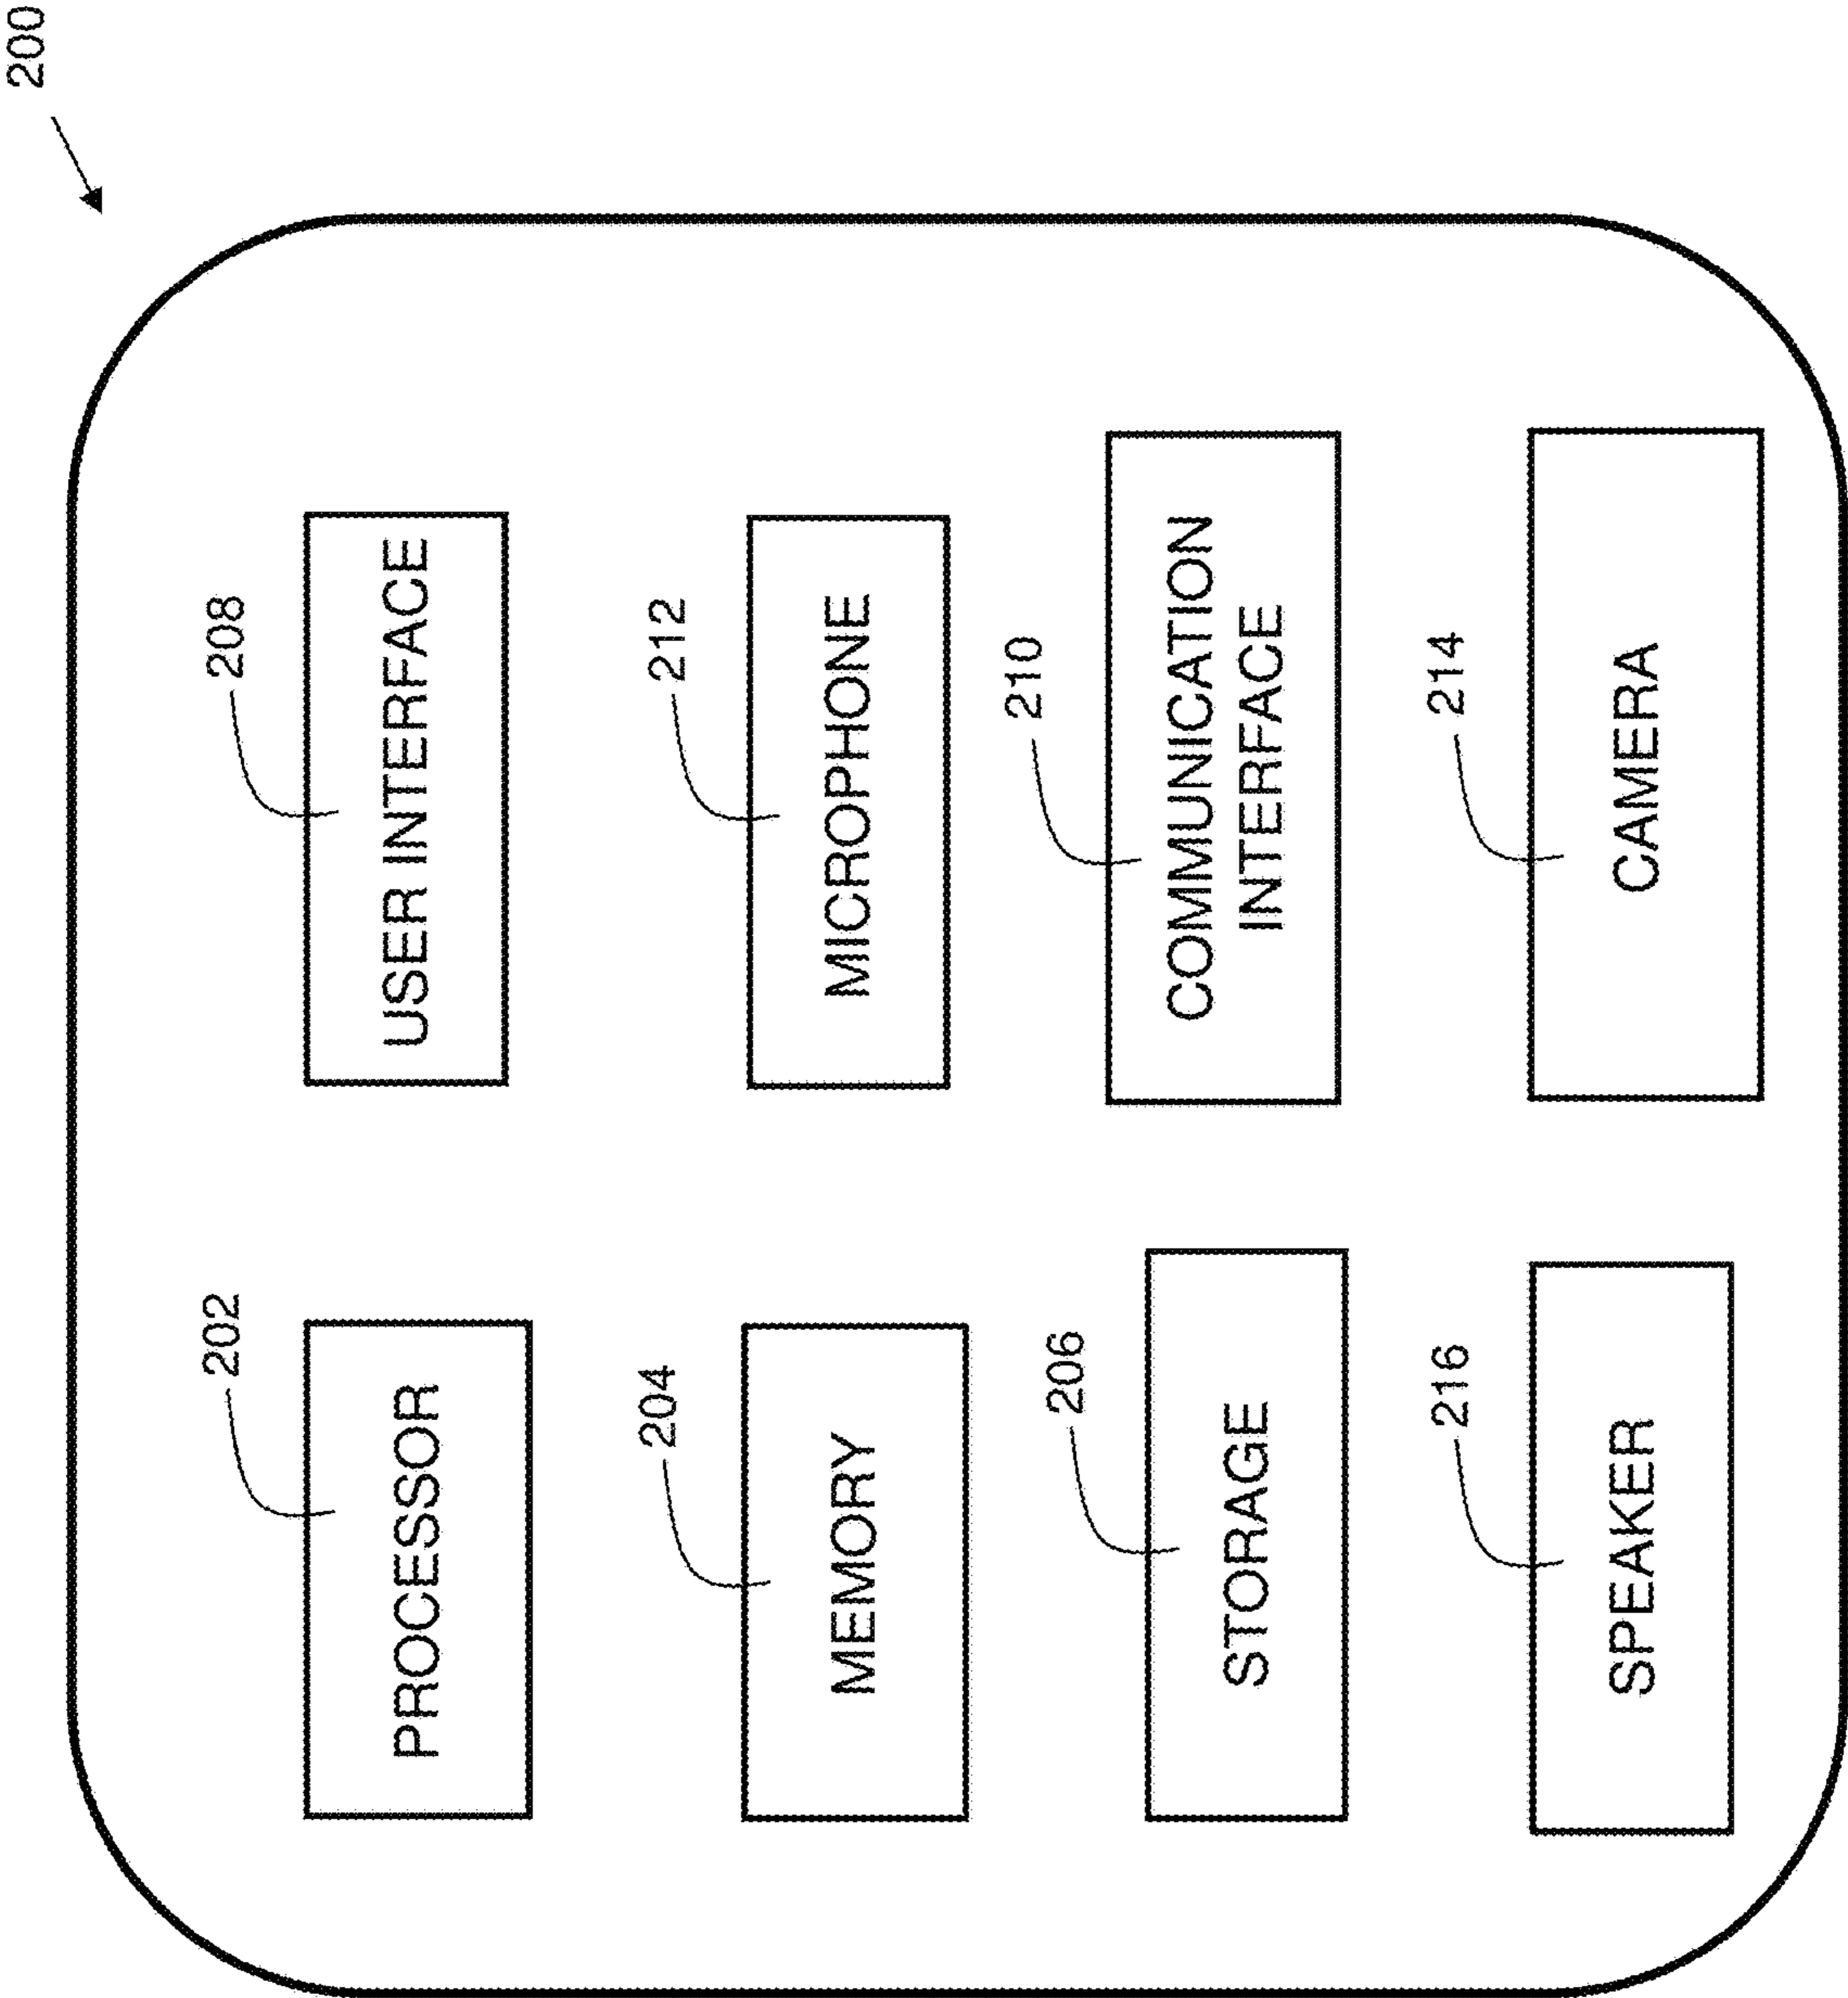 200
202
208
PROCESSOR
USER INTERFACE
204
212
MEMORY
MICROPHONE
206
210
STORAGE
COMMUNICATION
INTERFACE
216
214
SPEAKER
CAMERA